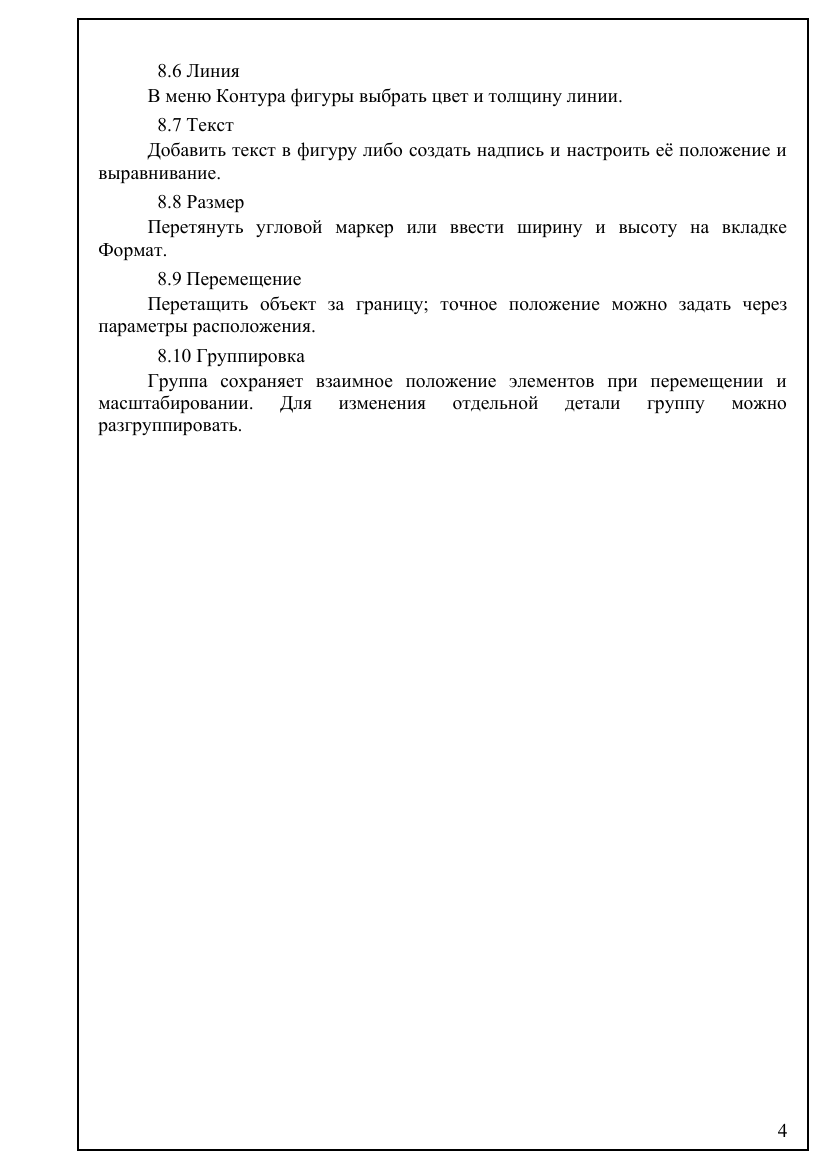 8.6 Линия
В меню Контура фигуры выбрать цвет и толщину линии.
8.7 Текст
Добавить текст в фигуру либо создать надпись и настроить её положение и
выравнивание.
8.8 Размер
Перетянуть угловой маркер или ввести ширину и высоту на вкладке
Формат.
8.9 Перемещение
Перетащить объект за границу; точное положение можно задать через
параметры расположения.
8.10 Группировка
Группа сохраняет взаимное положение элементов при перемещении и
масштабировании. Для изменения отдельной детали группу можно
разгруппировать.
4